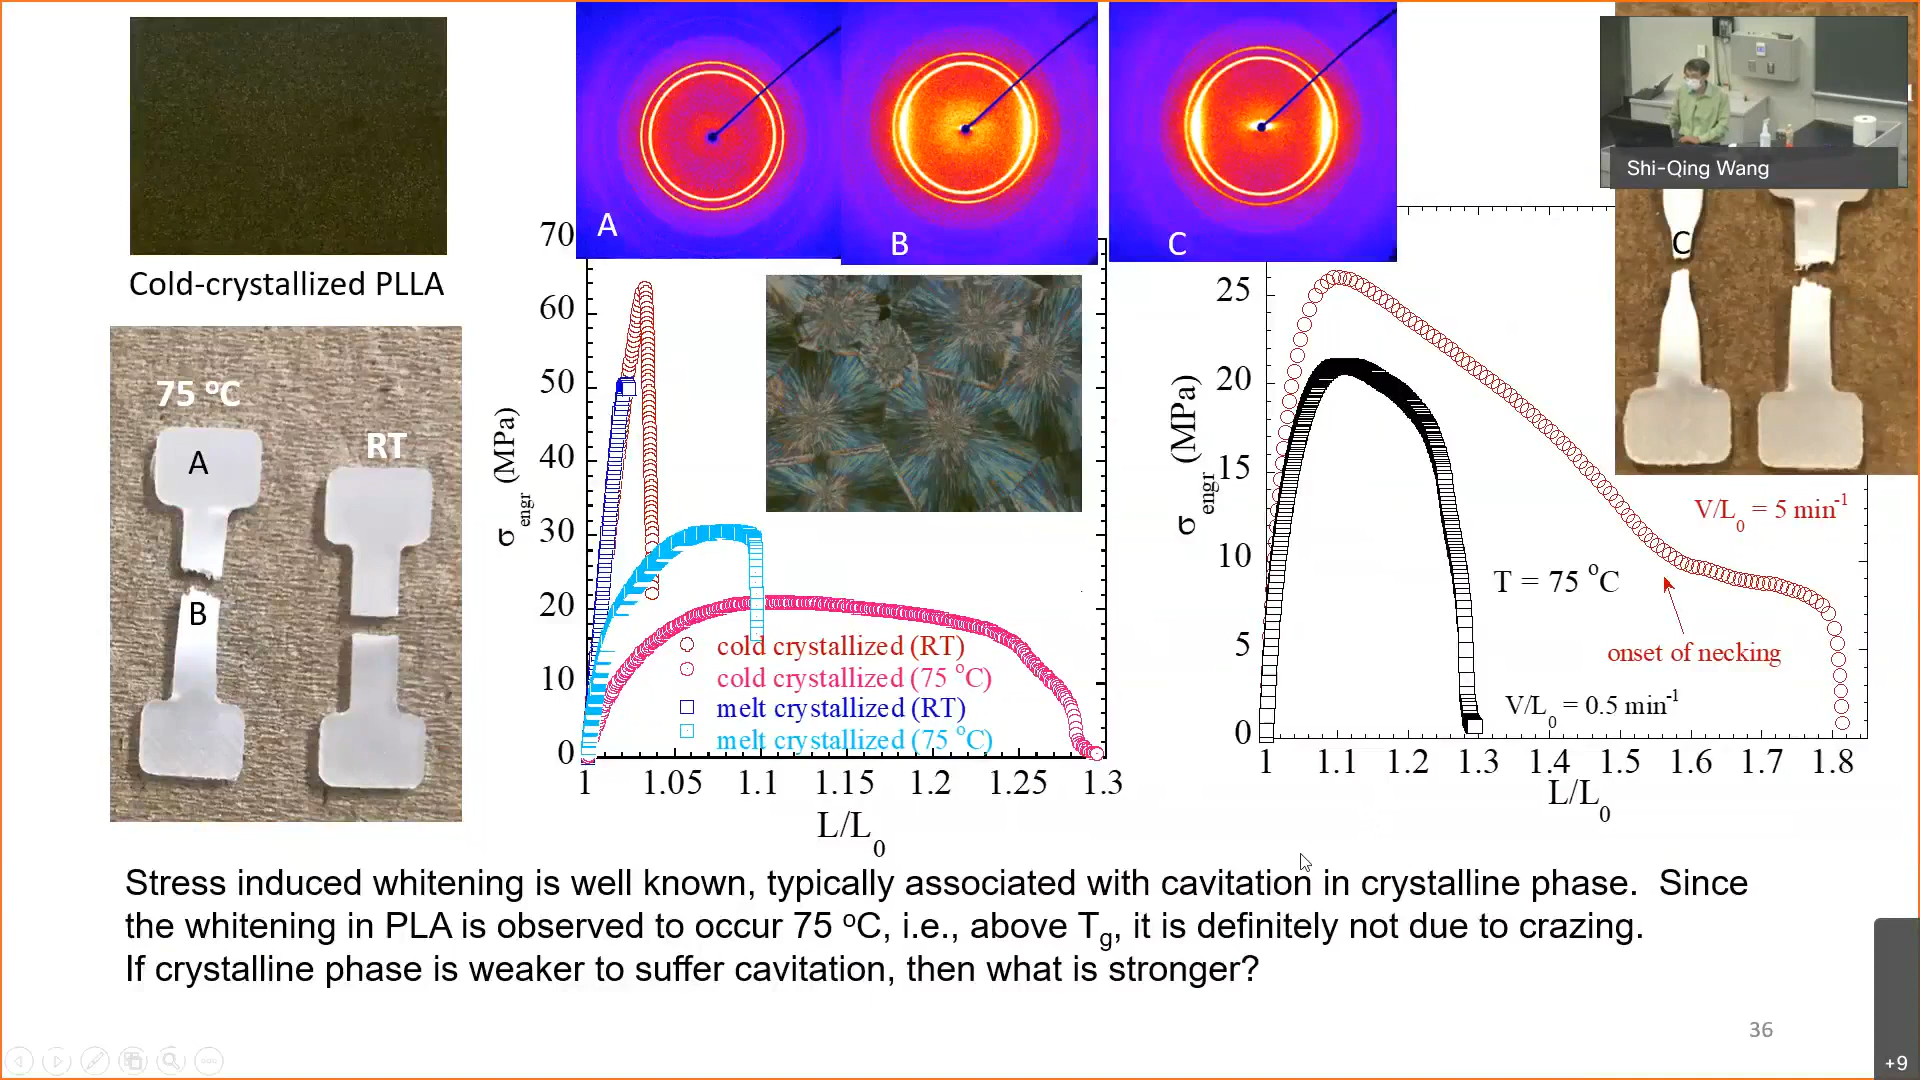 Cold-crystallized PLLA
75 °C
A
B
RT
A
B
C
C
Shi-Qing Wang
70
60
50
40
30
20
10
0
σengr (MPa)
cold crystallized (RT)
cold crystallized (75 °C)
melt crystallized (RT)
melt crystallized (75 °C)
1 1.05 1.1 1.15 1.2 1.25 1.3
L/L0
25
20
15
10
5
0
σengr (MPa)
V/L0 = 5 min-1
T = 75 °C
onset of necking
V/L0 = 0.5 min-1
1 1.1 1.2 1.3 1.4 1.5 1.6 1.7 1.8
L/L0
Stress induced whitening is well known, typically associated with cavitation in crystalline phase. Since
the whitening in PLA is observed to occur 75 °C, i.e., above Tg, it is definitely not due to crazing.
If crystalline phase is weaker to suffer cavitation, then what is stronger?
36
+9